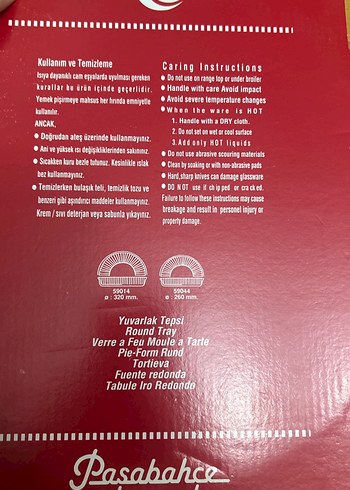 Kullanım ve Temizleme
Isıya dayanıklı cam eşyalarda uyulması gereken
kurallar bu ürün içinde geçerlidir.
Yemek pişirmeye mahsus her fırında emniyetle
kullanılır.
ANCAK,
● Doğrudan ateş üzerinde kullanmayınız.
● Ani ve yüksek ısı değişikliklerinden sakınınız.
● Sıcakken kuru bezle tutunuz. Kesinlikle ıslak
bez kullanmayınız.
● Temizlerken bulaşık teli, temizlik tozu ve
benzeri gibi aşındırıcı maddeler kullanmayınız.
Krem / sıvı deterjan veya sabunla yıkayınız.
Caring Instructions
● Do not use on range top or under broiler
● Handle with care Avoid impact
● Avoid severe temperature changes
● When the ware is HOT
1. Handle with a DRY cloth.
2. Do not set on wet or cool surface
3. Add only HOT liquids
● Do not use abrasive scouring materials
● Clean by soaking or with non-abrasive pads
● Hard, sharp knives can damage glassware
● DO NOT use if chipped or cracked.
Failure to follow these instructions may cause
breakage and result in personel injury or
property damage.
59014
ø : 320 mm.
59044
ø : 260 mm.
Yuvarlak Tepsi
Round Tray
Verre a Feu Moule a Tarte
Pie-Form Rund
Tortieva
Fuente redonda
Tabule Iro Redondo
Paşabahçe